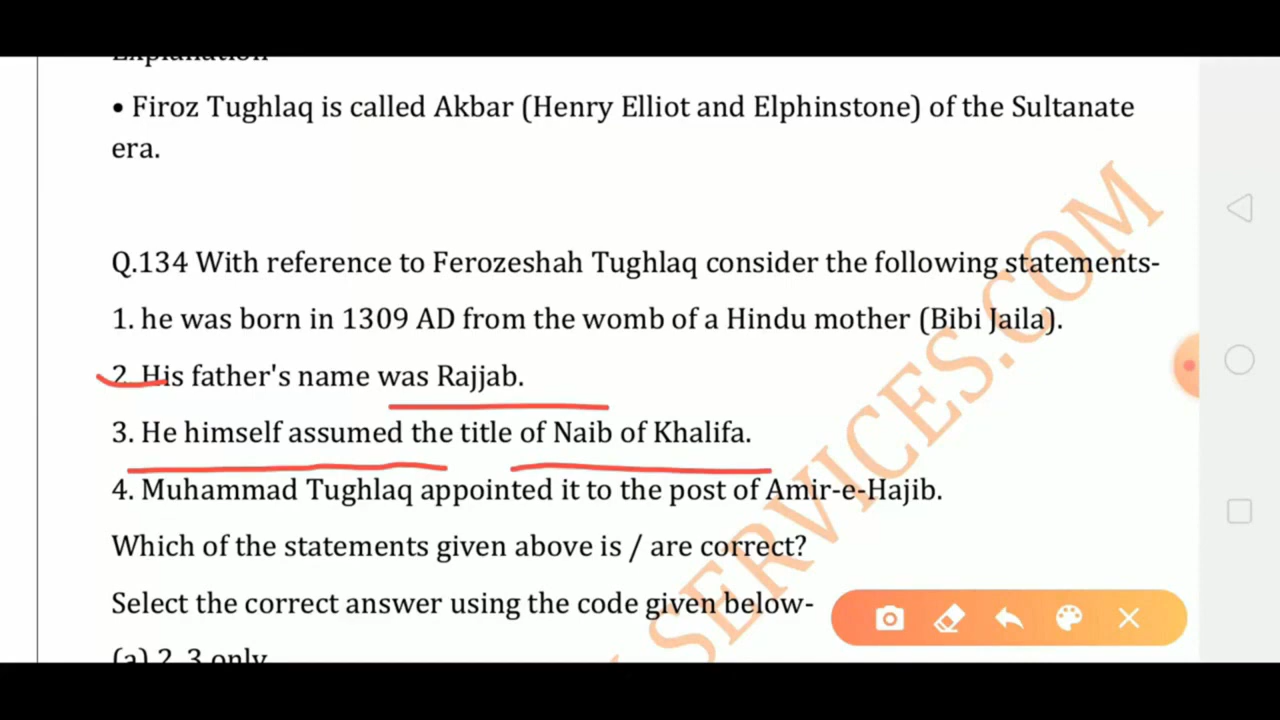 Explanation
• Firoz Tughlaq is called Akbar (Henry Elliot and Elphinstone) of the Sultanate
era.
Q.134 With reference to Ferozeshah Tughlaq consider the following statements-
1. he was born in 1309 AD from the womb of a Hindu mother (Bibi Jaila).
2. His father's name was Rajjab.
3. He himself assumed the title of Naib of Khalifa.
4. Muhammad Tughlaq appointed it to the post of Amir-e-Hajib.
Which of the statements given above is / are correct?
Select the correct answer using the code given below-
(a) 2, 3 only
SERVICES.COM